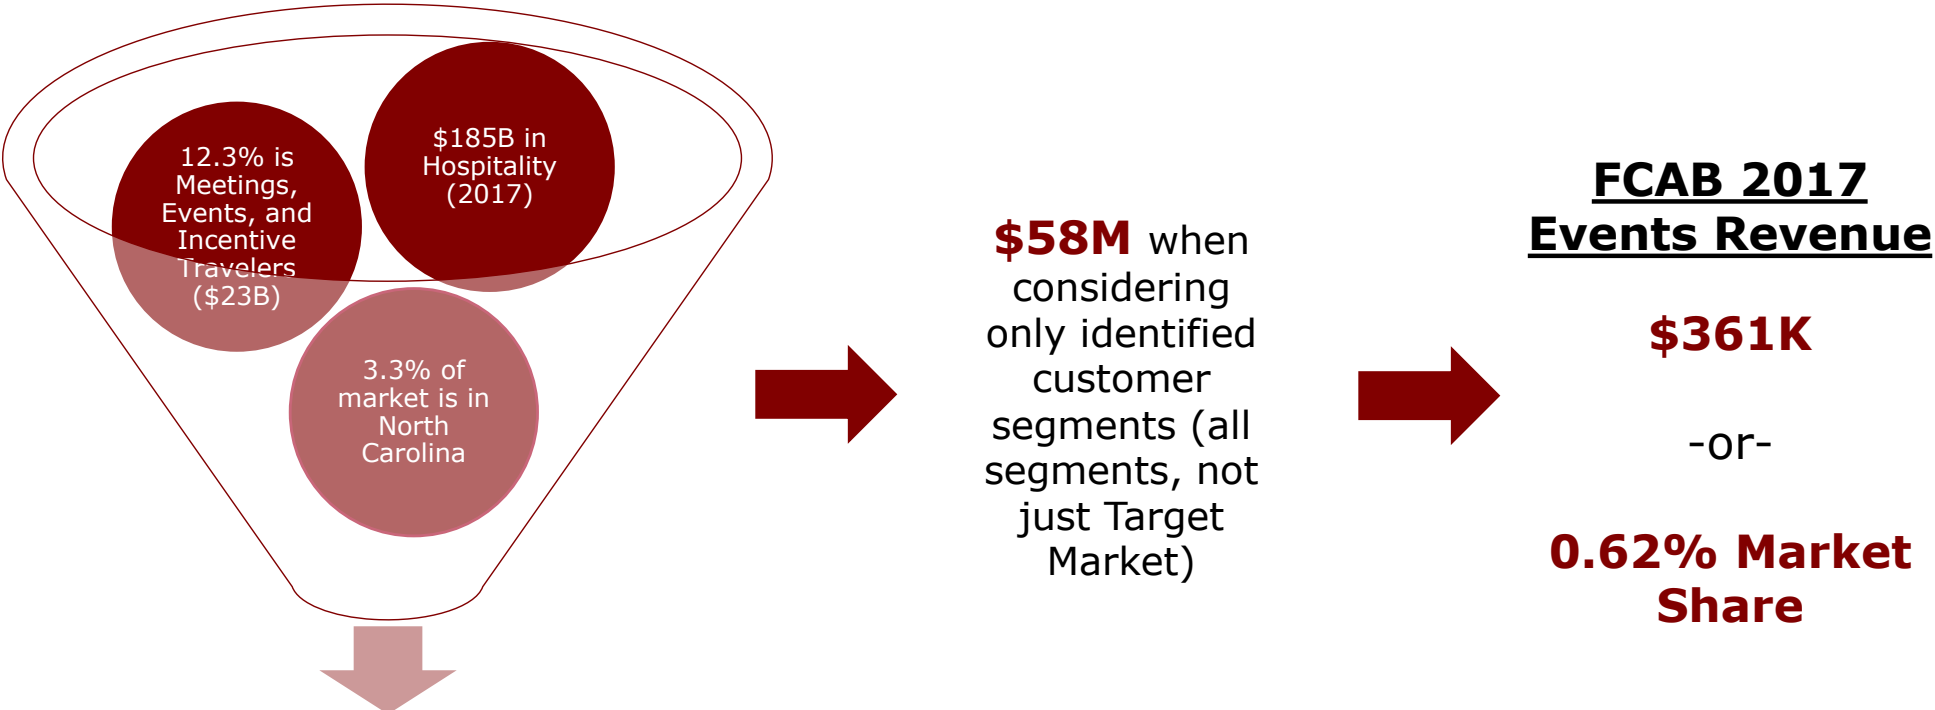 12.3% is
Meetings,
Events, and
Incentive
Travelers
($23B)
$185B in
Hospitality
(2017)
3.3% of
market is in
North
Carolina
$58M when
considering
only identified
customer
segments (all
segments, not
just Target
Market)
FCAB 2017
Events Revenue
$361K
-or-
0.62% Market
Share